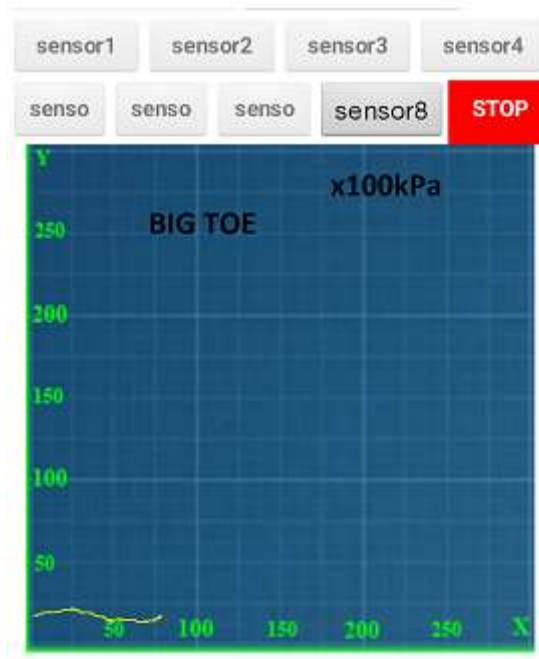 sensor1 sensor2 sensor3 sensor4
senso senso senso sensor8 STOP
Y
x100kPa
BIG TOE
250
200
150
100
50
50 100 150 200 250 X